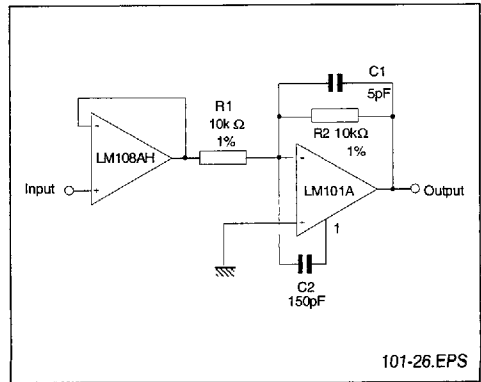 C1
5pF
R1
10k Ω
1%
R2 10kΩ
1%
-
+
LM108AH
Input
-
+
LM101A
Output
1
C2
150pF
101-26.EPS